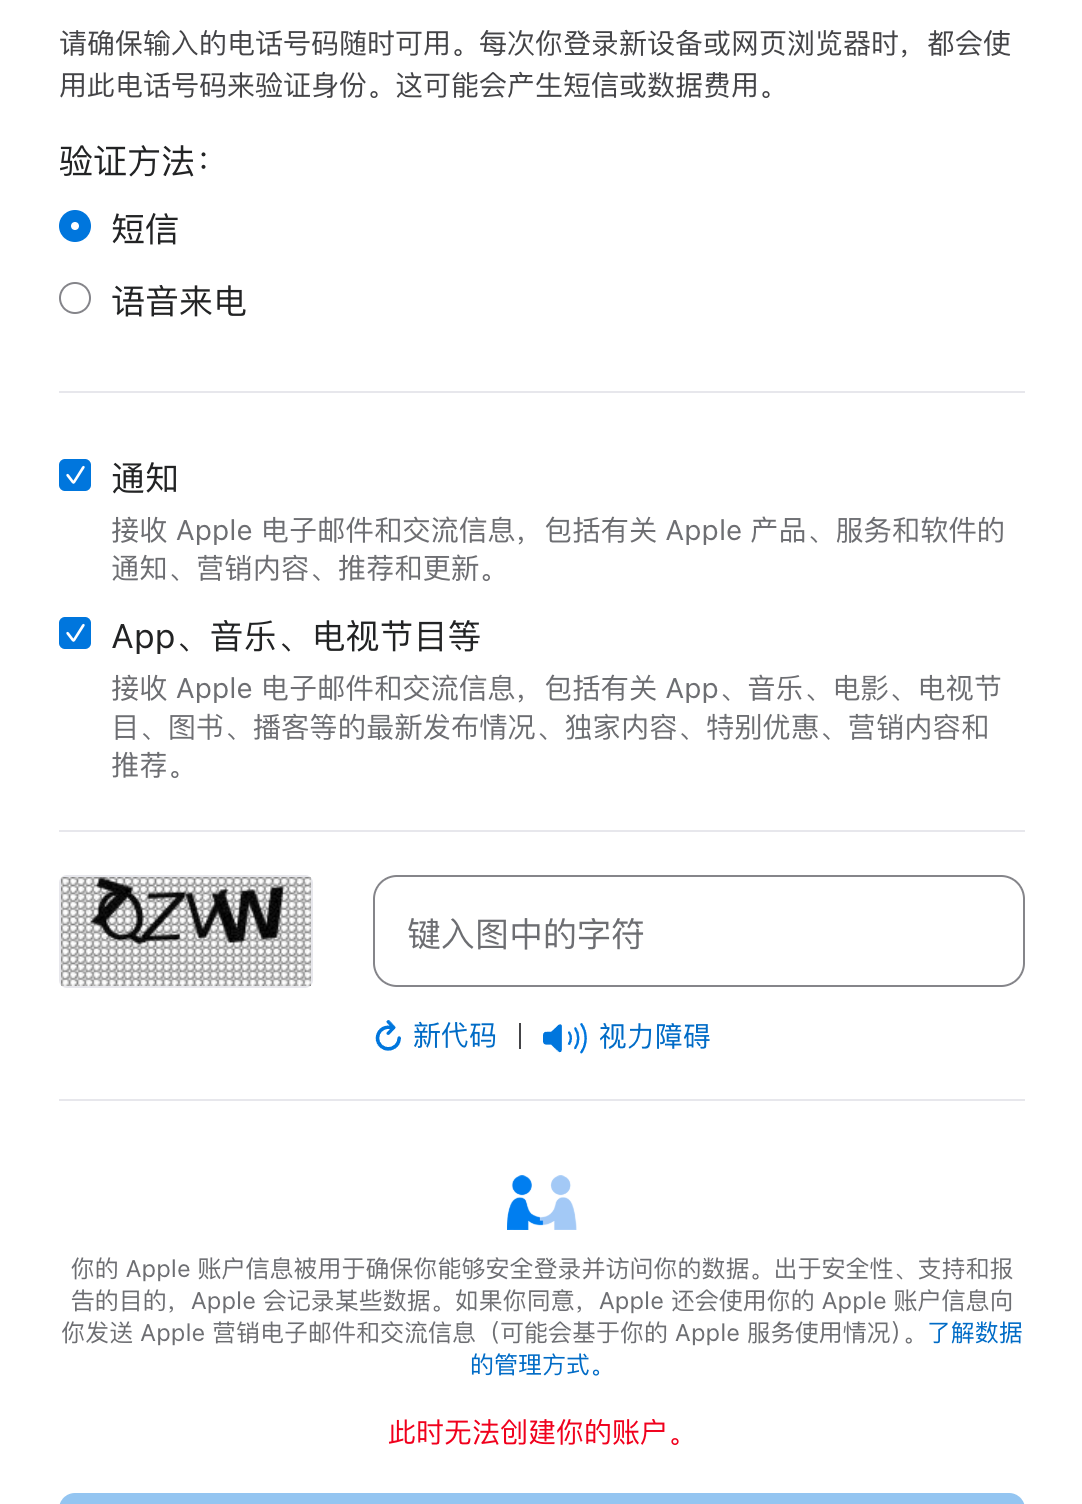 请确保输入的电话号码随时可用。每次你登录新设备或网页浏览器时，都会使
用此电话号码来验证身份。这可能会产生短信或数据费用。
验证方法：
短信
语音来电
通知
接收 Apple 电子邮件和交流信息，包括有关 Apple 产品、服务和软件的
通知、营销内容、推荐和更新。
App、音乐、电视节目等
接收 Apple 电子邮件和交流信息，包括有关 App、音乐、电影、电视节
目、图书、播客等的最新发布情况、独家内容、特别优惠、营销内容和
推荐。
键入图中的字符
新代码 | 视力障碍
你的 Apple 账户信息被用于确保你能够安全登录并访问你的数据。出于安全性、支持和报
告的目的，Apple 会记录某些数据。如果你同意，Apple 还会使用你的 Apple 账户信息向
你发送 Apple 营销电子邮件和交流信息（可能会基于你的 Apple 服务使用情况）。了解数据
的管理方式。
此时无法创建你的账户。